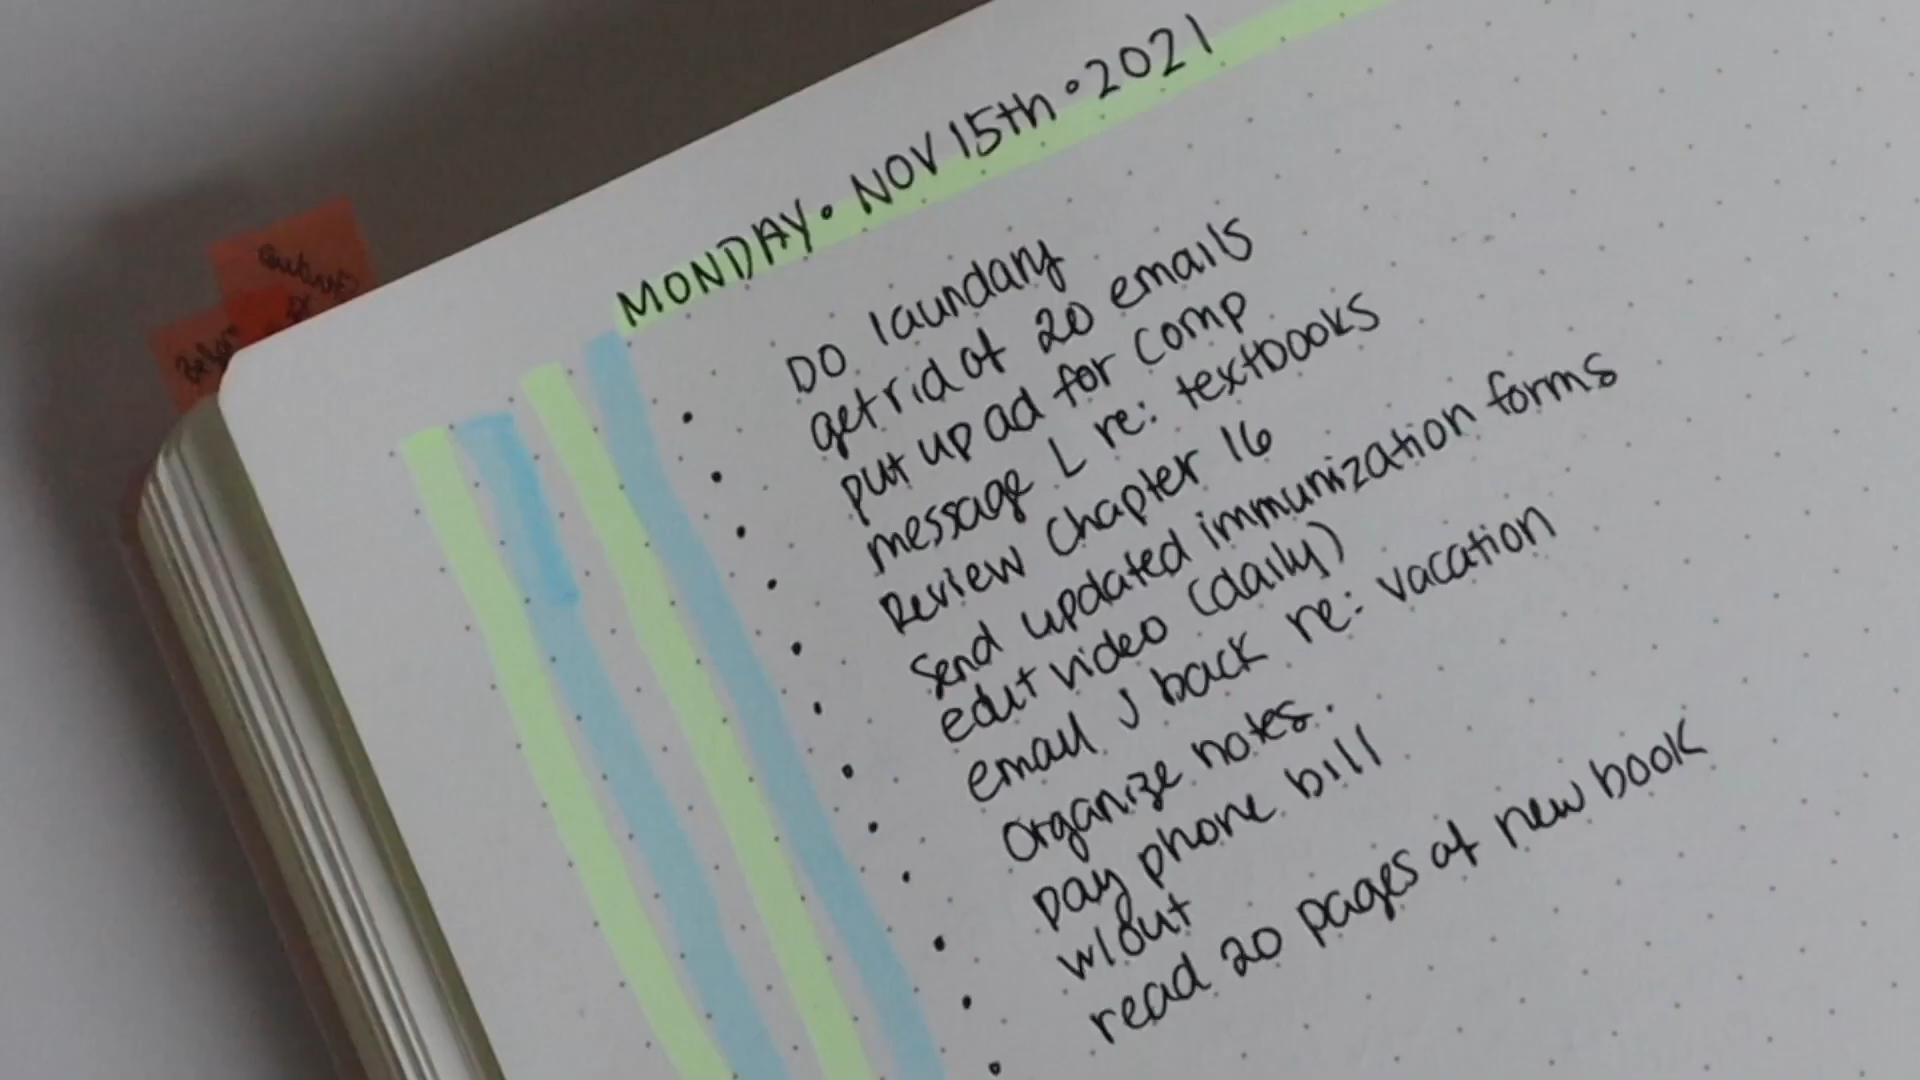 MONDAY • NOV 15th • 2021
• DO laundary
• get rid of 20 emails
• put up ad for comp
• message L re: textbooks
• Review Chapter 16
• Send updated immunization forms
• edit video (daily)
• email J back re: vacation
• Organize notes.
• pay phone bill
• w/out
• read 20 pages of new book